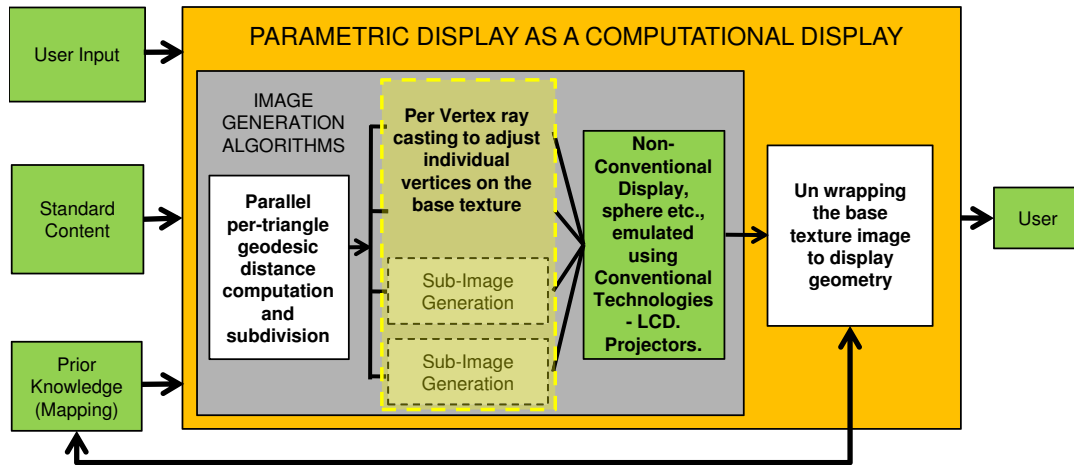 PARAMETRIC DISPLAY AS A COMPUTATIONAL DISPLAY
User Input
Standard
Content
Prior
Knowledge
(Mapping)
IMAGE
GENERATION
ALGORITHMS
Parallel
per-triangle
geodesic
distance
computation
and
subdivision
Per Vertex ray
casting to adjust
individual
vertices on the
base texture
Sub-Image
Generation
Sub-Image
Generation
Non-
Conventional
Display,
sphere etc.,
emulated
using
Conventional
Technologies
- LCD.
Projectors.
Un wrapping
the base
texture image
to display
geometry
User